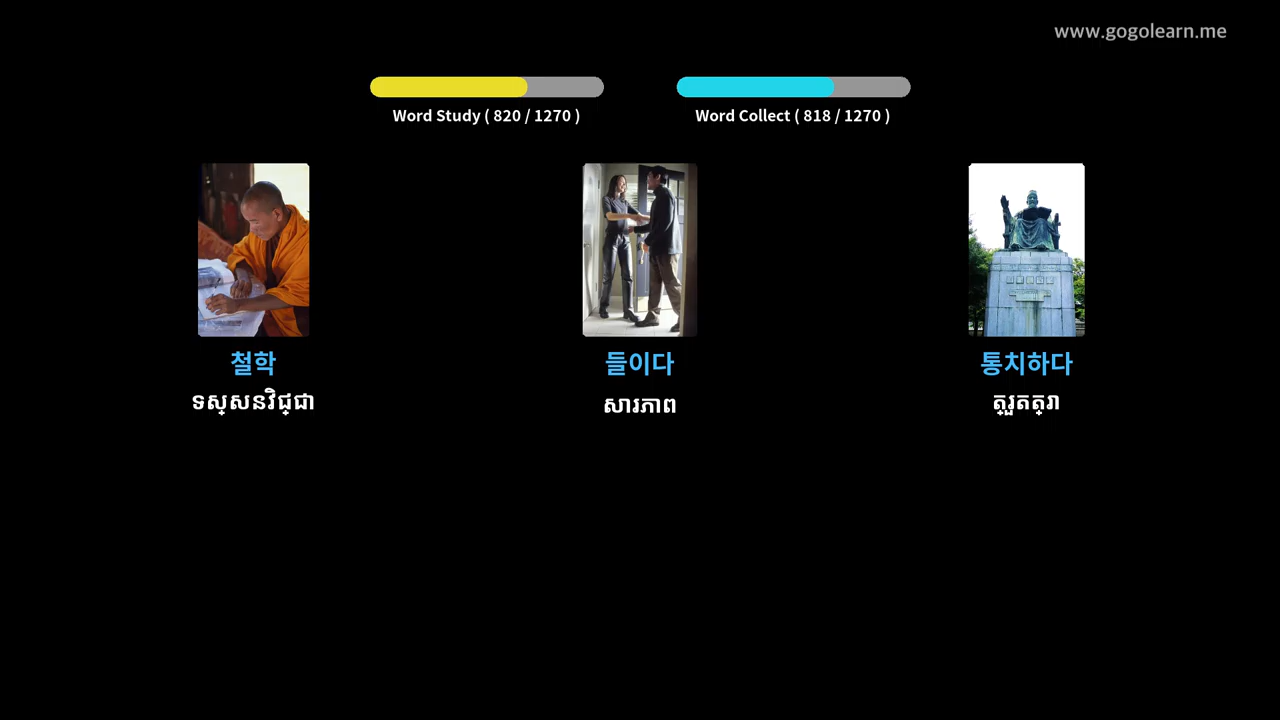 www.gogolearn.me
Word Study ( 820 / 1270 )
Word Collect ( 818 / 1270 )
철학
들이다
통치하다
ទស្សនវិជ្ជា
សារភាព
ត្រួតត្រា